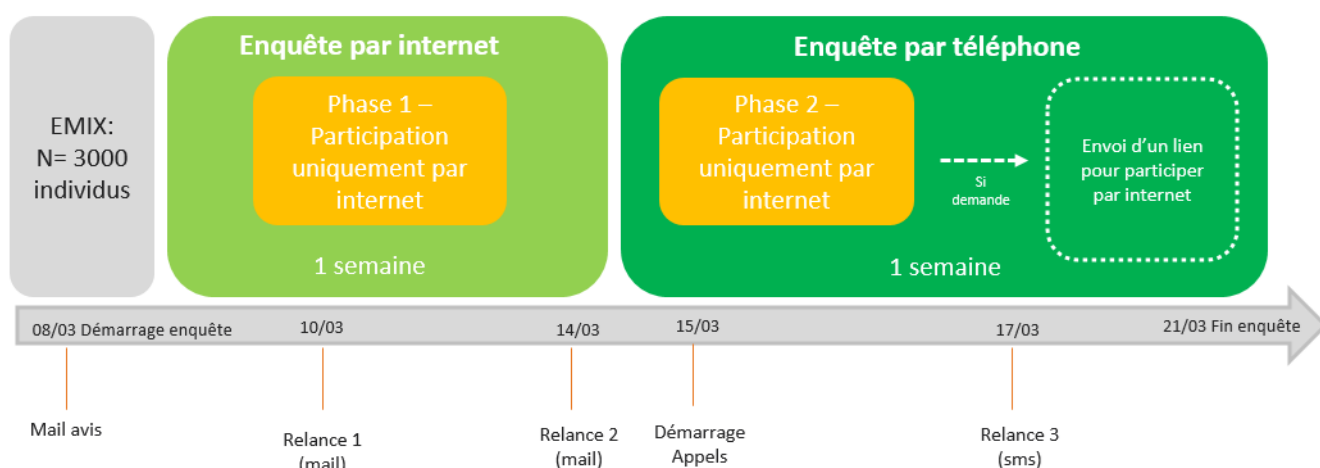 Enquête par internet
Enquête par téléphone
EMIX:
N= 3000
individus
Phase 1 –
Participation
uniquement par
internet
1 semaine
Phase 2 –
Participation
uniquement par
internet
Si
demande
Envoi d’un lien
pour participer
par internet
1 semaine
08/03 Démarrage enquête
10/03
14/03
15/03
17/03
21/03 Fin enquête
Mail avis
Relance 1
(mail)
Relance 2
(mail)
Démarrage
Appels
Relance 3
(sms)